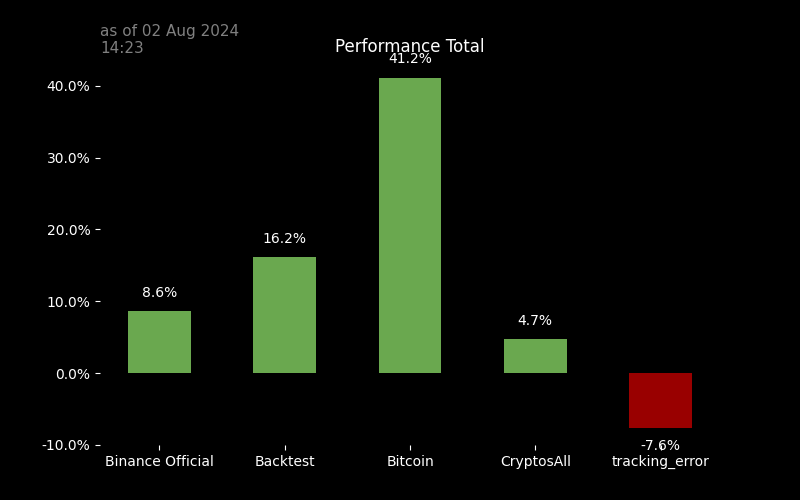 as of 02 Aug 2024
14:23
Performance Total
41.2%
40.0%
30.0%
20.0%
16.2%
10.0%
8.6%
4.7%
0.0%
-10.0%
-7.6%
Binance Official
Backtest
Bitcoin
CryptosAll
tracking_error